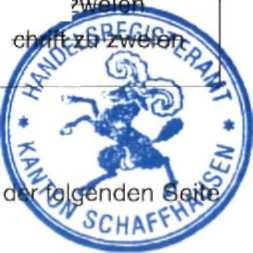 zweien
chrift zu zweien
HANDELSREGISTERAMT
* KANTON SCHAFFHAUSEN *
der folgenden Seite